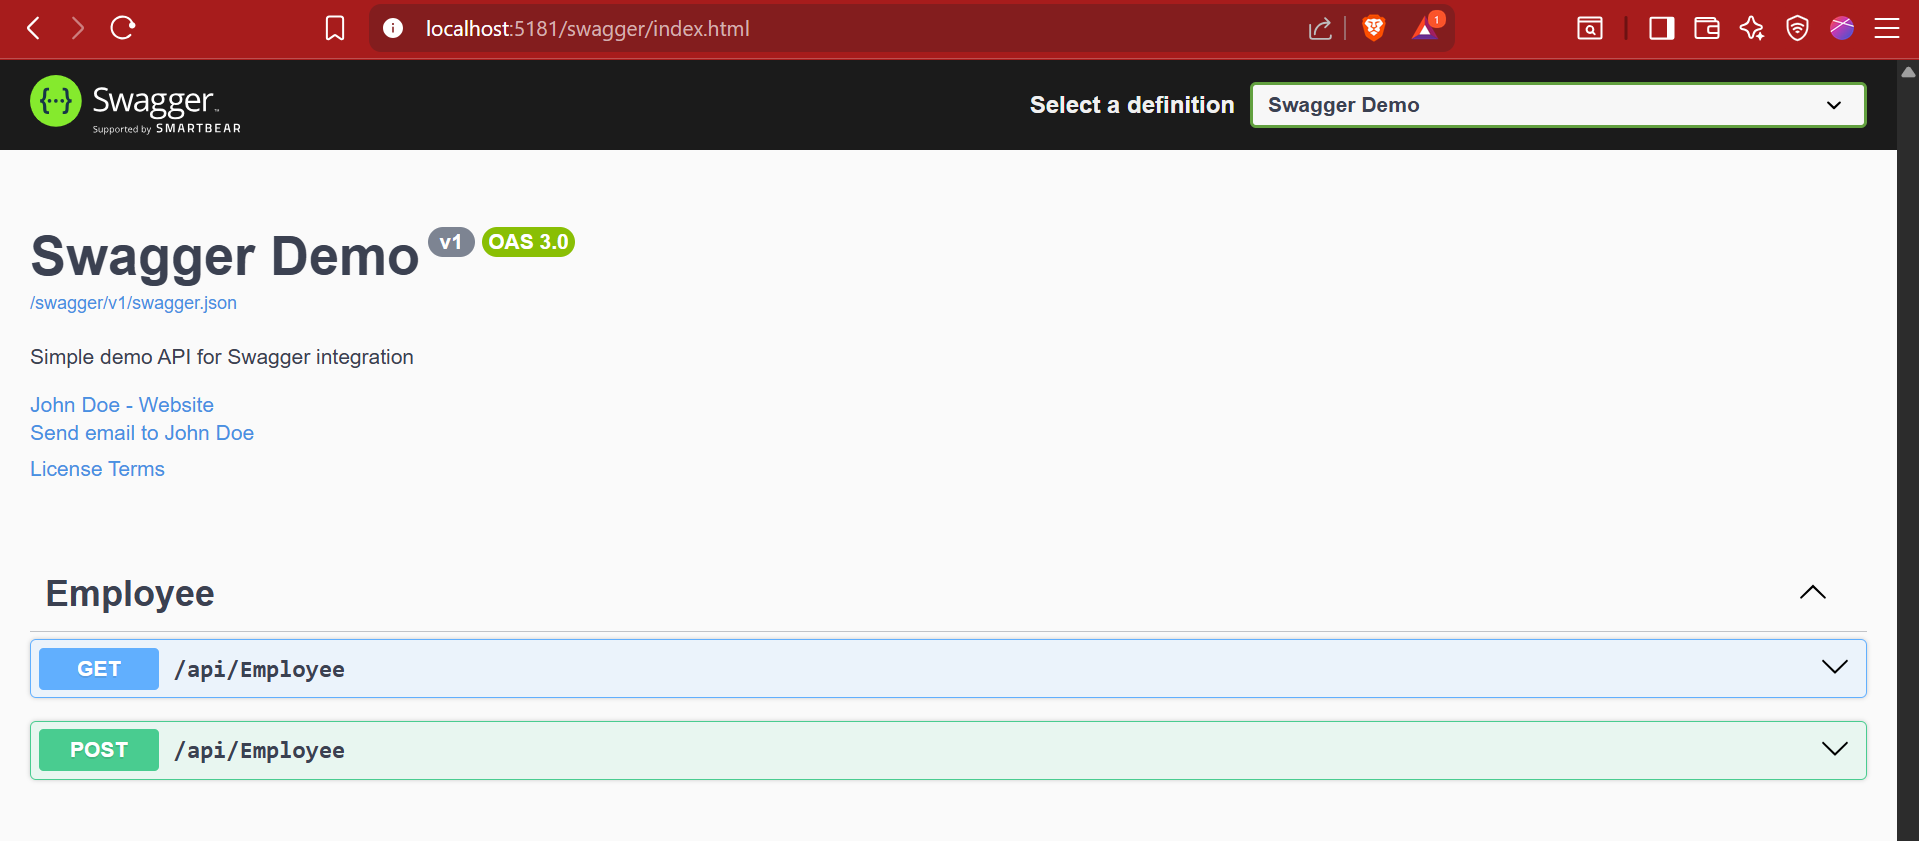 localhost:5181/swagger/index.html
1
{···} Swagger™
Supported by SMARTBEAR
Select a definition
Swagger Demo
Swagger Demo v1 OAS 3.0
/swagger/v1/swagger.json
Simple demo API for Swagger integration
John Doe - Website
Send email to John Doe
License Terms
Employee
GET /api/Employee
POST /api/Employee